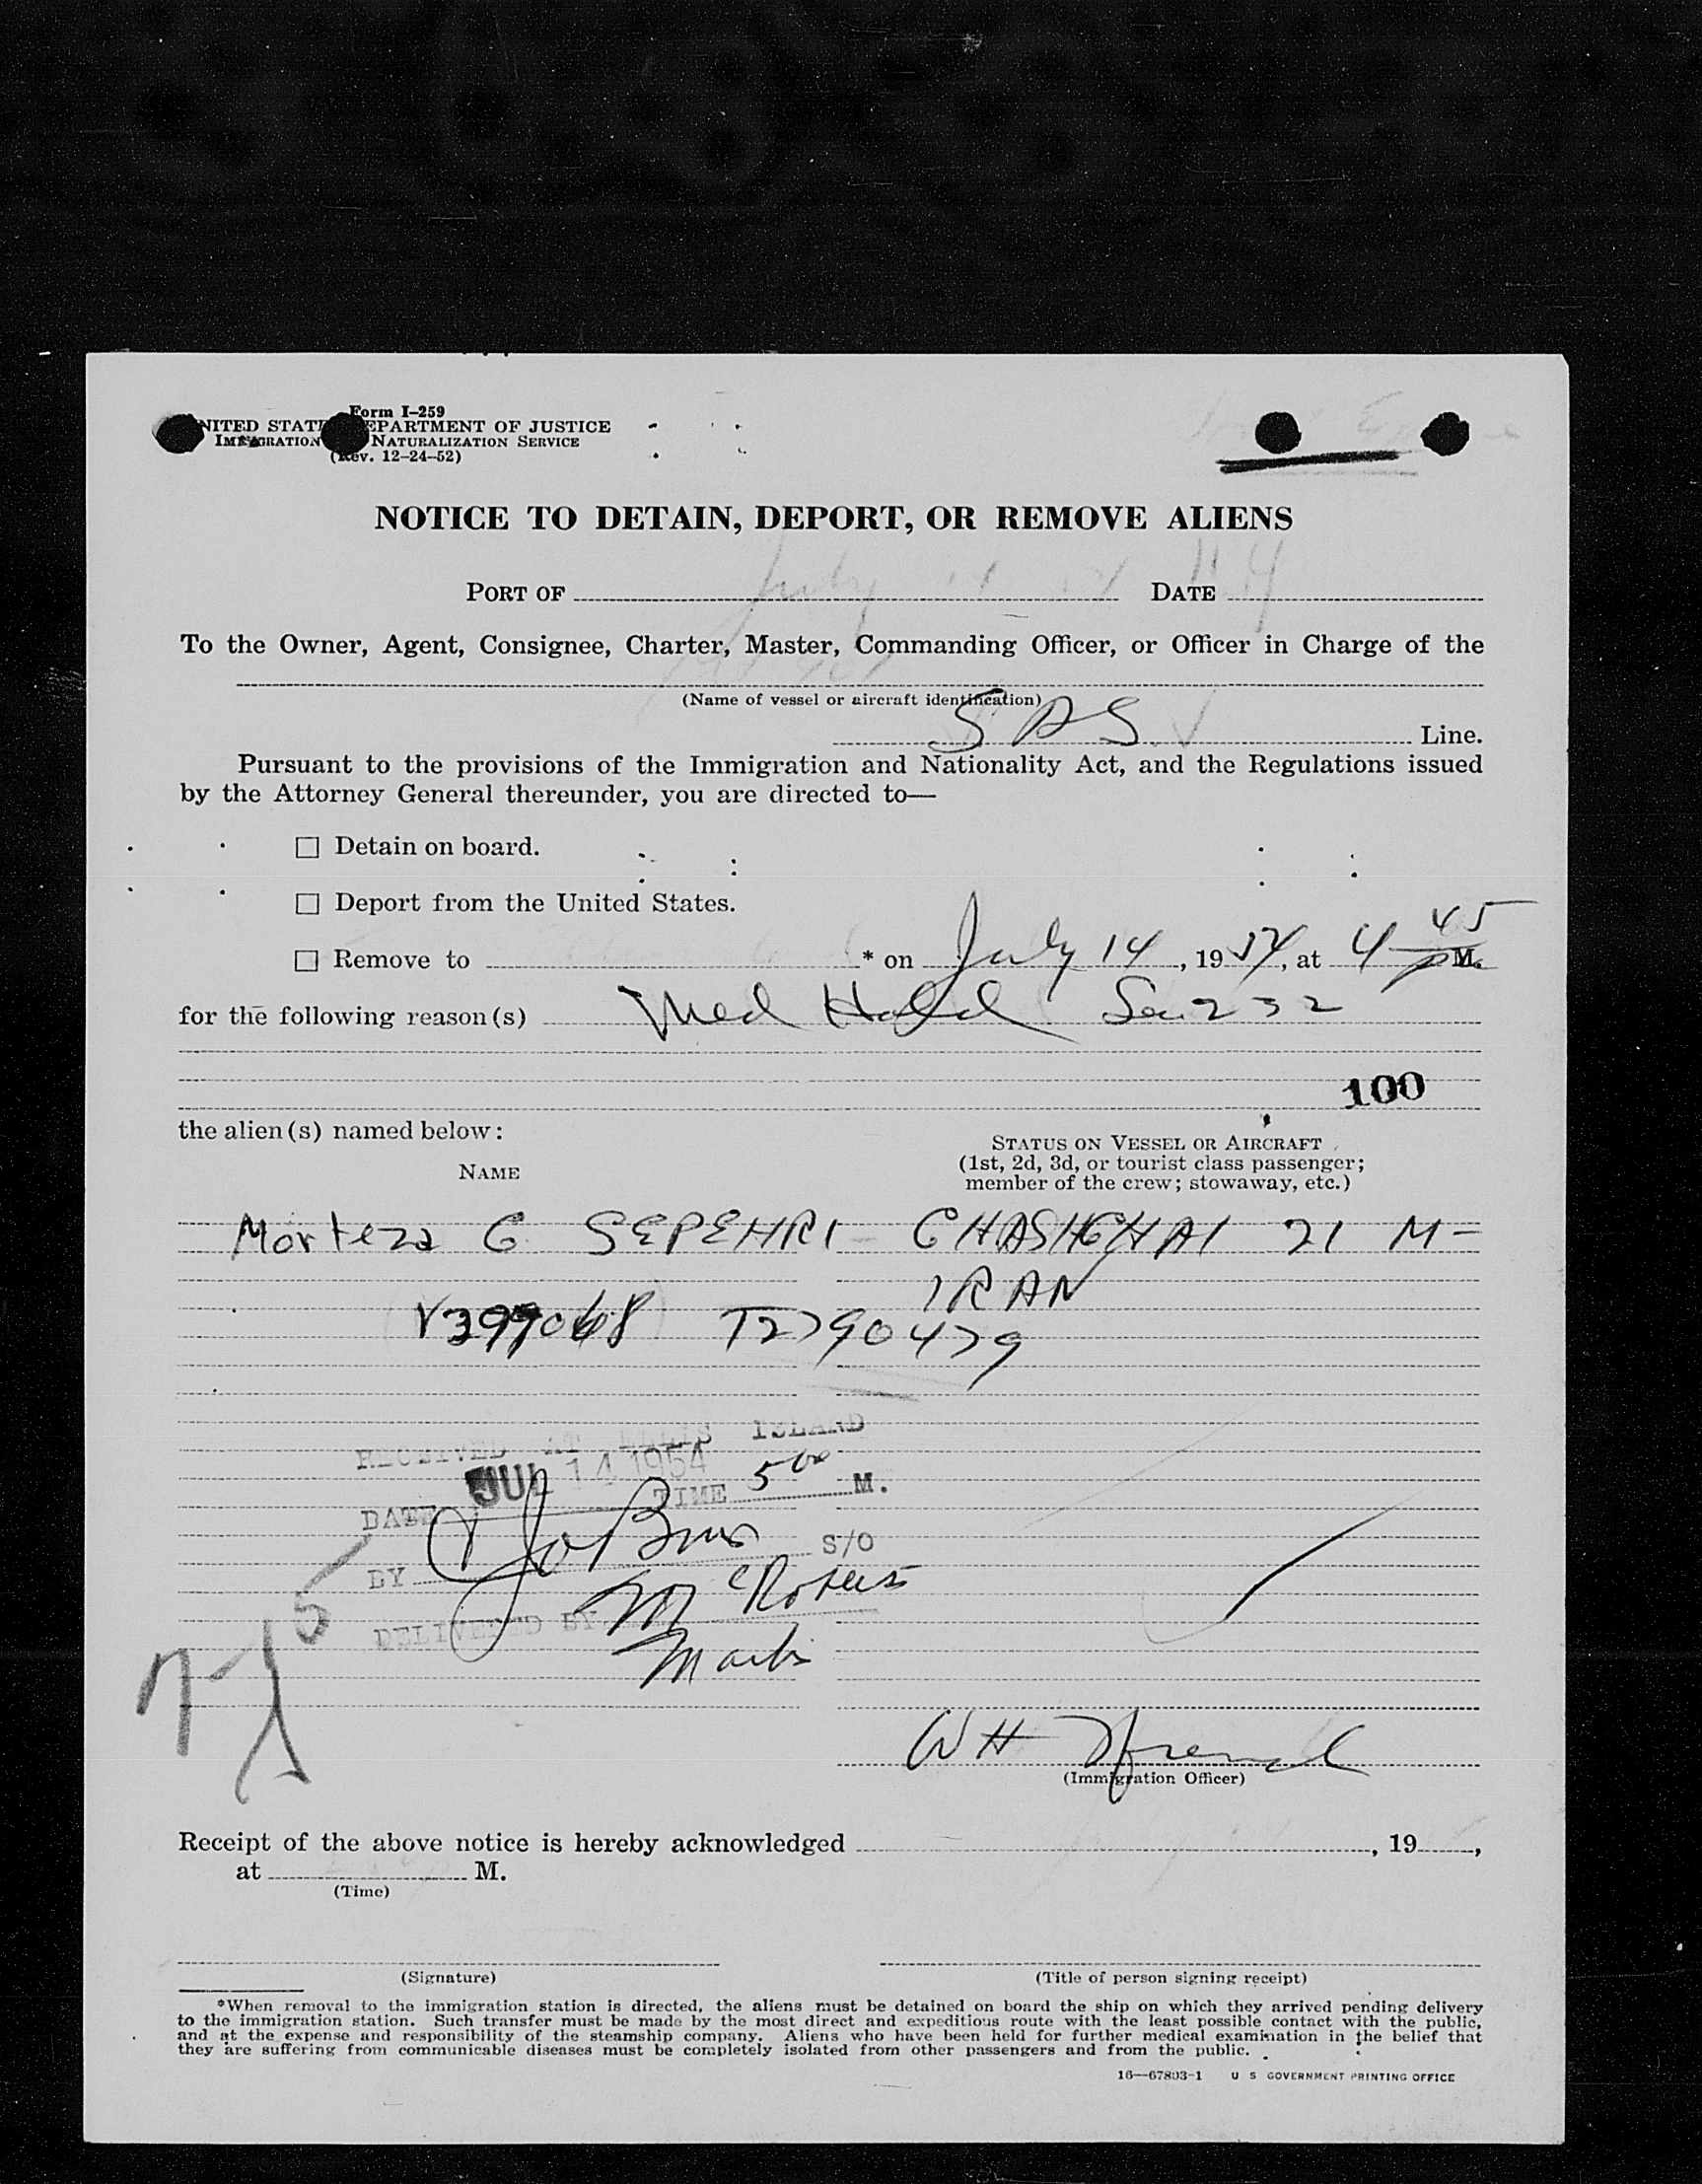 Form I-259
UNITED STATES DEPARTMENT OF JUSTICE
IMMIGRATION NATURALIZATION SERVICE
(Rev. 12-24-52)
NOTICE TO DETAIN, DEPORT, OR REMOVE ALIENS
PORT OF DATE
To the Owner, Agent, Consignee, Charter, Master, Commanding Officer, or Officer in Charge of the
(Name of vessel or aircraft identification)
SAS Line.
Pursuant to the provisions of the Immigration and Nationality Act, and the Regulations issued
by the Attorney General thereunder, you are directed to—
☐ Detain on board.
☐ Deport from the United States.
☐ Remove to * on July 14, 1954, at 4 45 PM.
for the following reason(s) Med Hold Sec. 232
100
the alien(s) named below:
STATUS ON VESSEL OR AIRCRAFT
NAME
(1st, 2d, 3d, or tourist class passenger;
member of the crew; stowaway, etc.)
Morteza G SEPEHRI GHASHGHAI 21 M-
IRAN
V399068 T2790479
RECEIVED AT ELLIS ISLAND
DATE JUL 14 1954 TIME 5 00 M.
BY S/O
DELIVERED BY
WH
(Immigration Officer)
Receipt of the above notice is hereby acknowledged , 19 ,
at M.
(Time)
(Signature) (Title of person signing receipt)
*When removal to the immigration station is directed, the aliens must be detained on board the ship on which they arrived pending delivery
to the immigration station. Such transfer must be made by the most direct and expeditious route with the least possible contact with the public,
and at the expense and responsibility of the steamship company. Aliens who have been held for further medical examination in the belief that
they are suffering from communicable diseases must be completely isolated from other passengers and from the public.
16—67803-1 U S GOVERNMENT PRINTING OFFICE